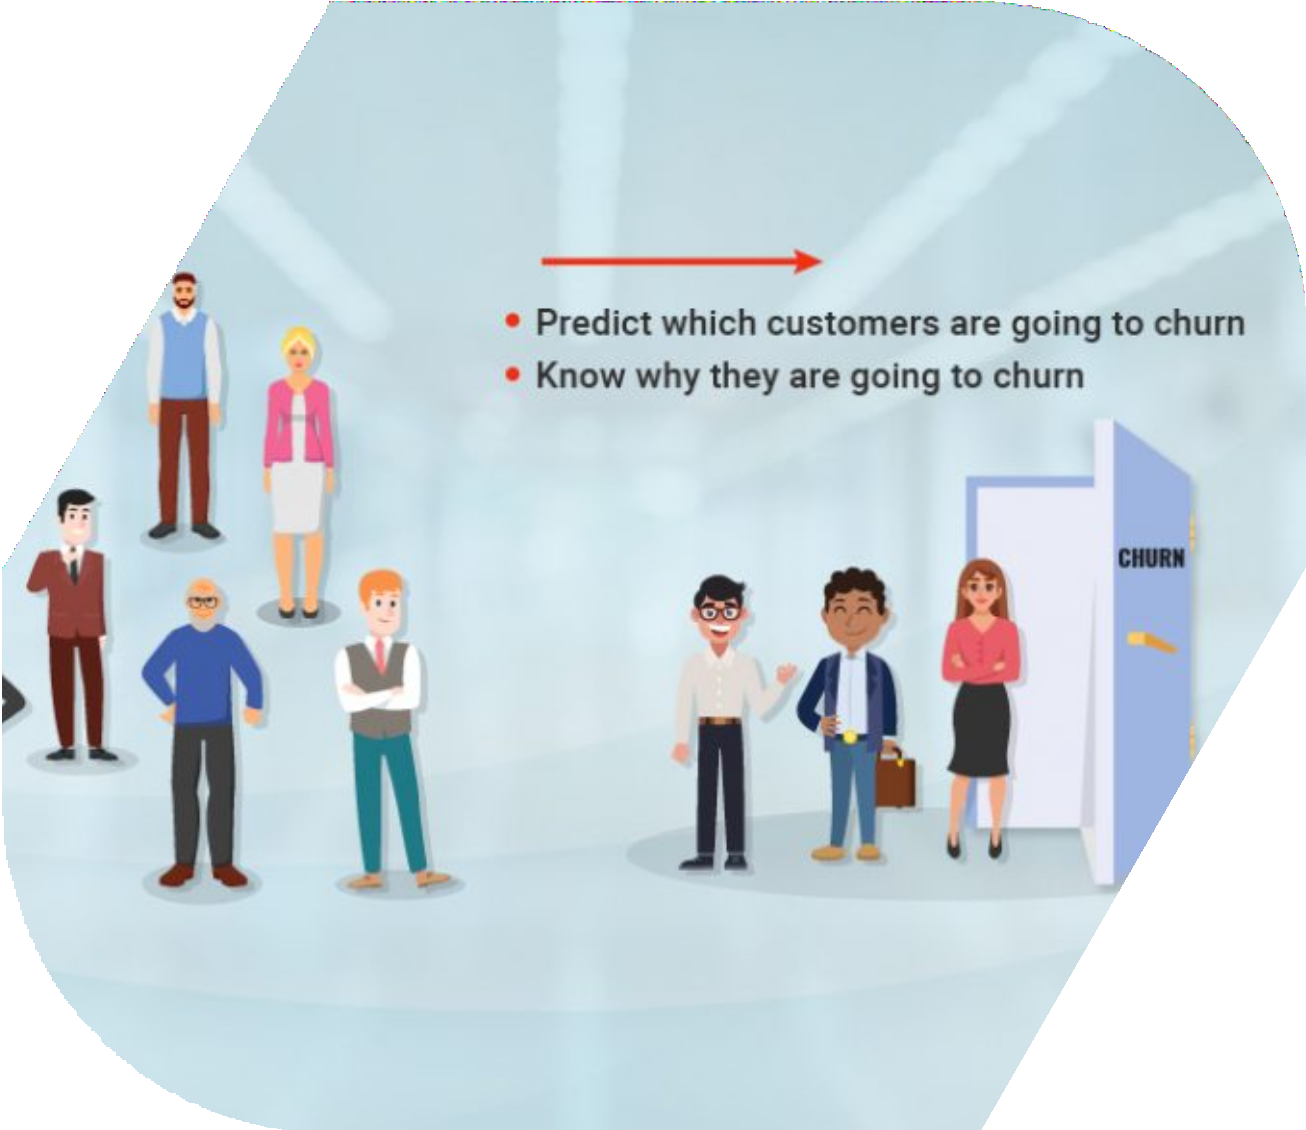 • Predict which customers are going to churn
• Know why they are going to churn
CHURN